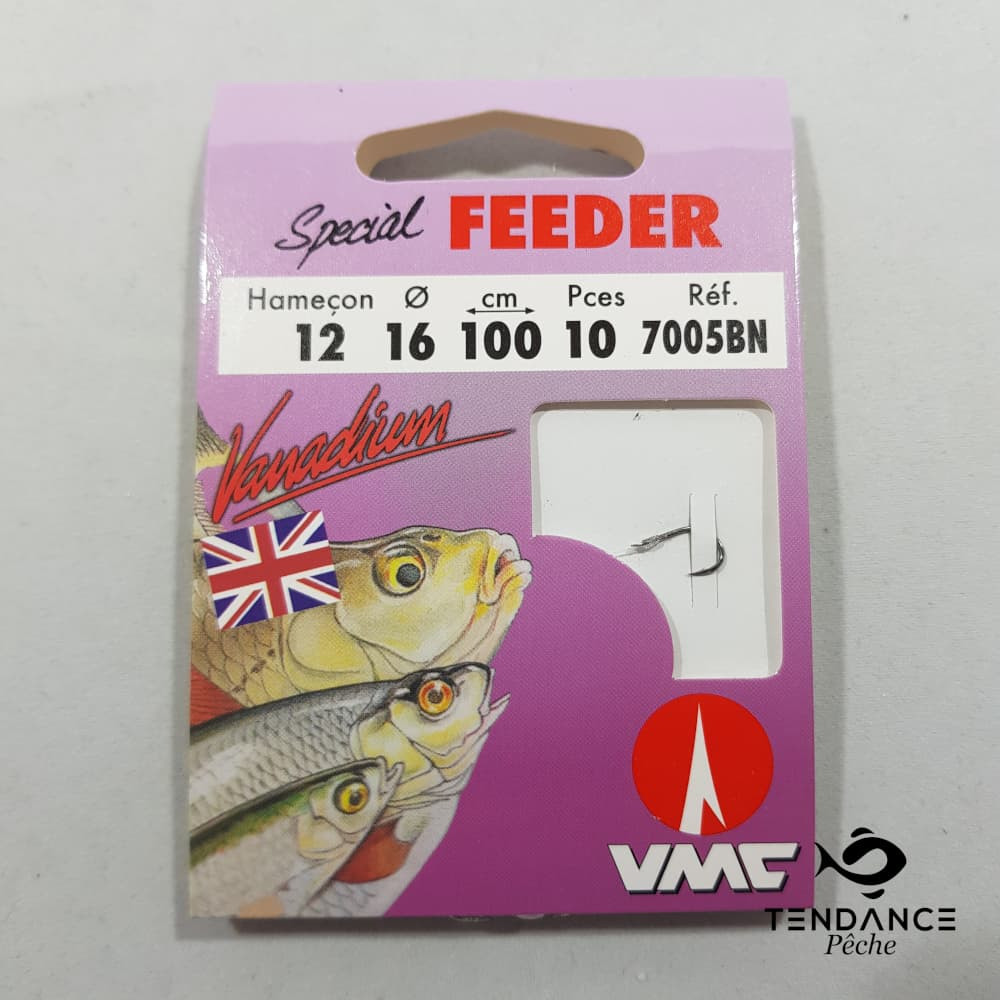 Special FEEDER
Hameçon Ø cm Pces Réf.
12 16 100 10 7005BN
Vanadium
VMC
TENDANCE
Pêche